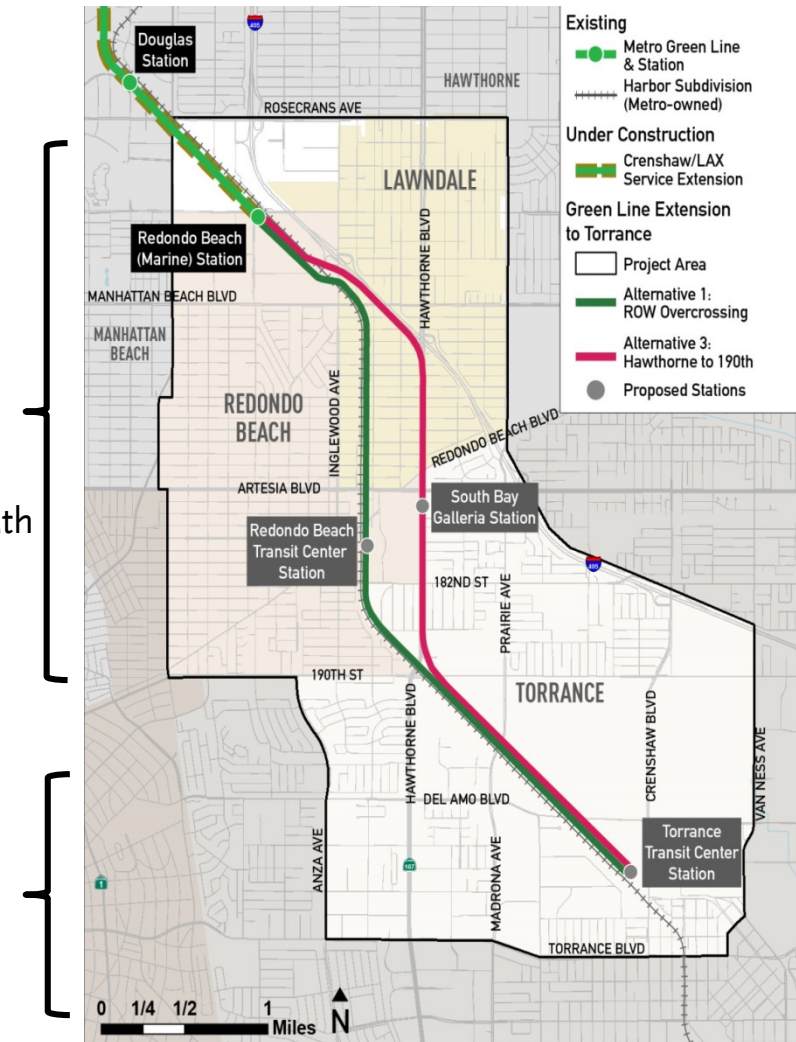 Douglas
Station
405
HAWTHORNE
ROSECRANS AVE
LAWNDALE
HAWTHORNE BLVD
Redondo Beach
(Marine) Station
MANHATTAN BEACH BLVD
MANHATTAN
BEACH
REDONDO
BEACH
INGLEWOOD AVE
REDONDO BEACH BLVD
ARTESIA BLVD
South Bay
Galleria Station
Redondo Beach
Transit Center
Station
th
405
182ND ST
PRAIRIE AVE
190TH ST
TORRANCE
HAWTHORNE BLVD
CRENSHAW BLVD
VAN NESS AVE
DEL AMO BLVD
Torrance
Transit Center
Station
ANZA AVE
MADRONA AVE
107
1
TORRANCE BLVD
0 1/4 1/2 1
Miles
N
Existing
Metro Green Line
& Station
Harbor Subdivision
(Metro-owned)
Under Construction
Crenshaw/LAX
Service Extension
Green Line Extension
to Torrance
Project Area
Alternative 1:
ROW Overcrossing
Alternative 3:
Hawthorne to 190th
Proposed Stations